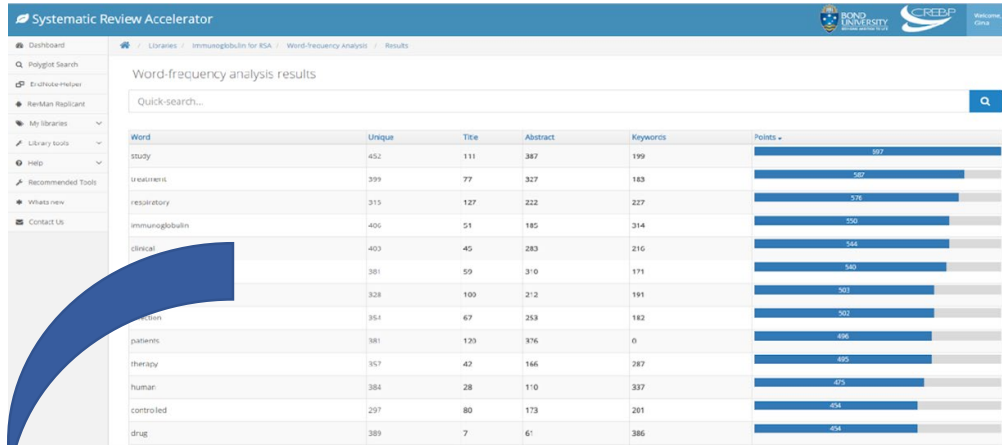 Systematic Review Accelerator
BOND UNIVERSITY
CREBP
Welcome,
Dashboard
/ Libraries / Immunoglobulin for RSA / Word-frequency Analysis / Results
Polyglot Search
EndNote-Helper
RevMan Replicant
My libraries
Library tools
Help
Recommended Tools
Whats new
Contact Us
Word-frequency analysis results
Quick-search...
Word Unique Title Abstract Keywords Points
study 452 111 387 199 697
treatment 399 77 327 183 587
respiratory 315 127 222 227 576
immunoglobulin 406 51 185 314 550
clinical 403 45 283 216 544
381 59 310 171 540
328 100 212 191 503
354 67 253 182 502
patients 381 120 376 0 496
therapy 357 42 166 287 495
human 384 28 110 337 475
controlled 297 80 173 201 454
drug 389 7 61 386 454